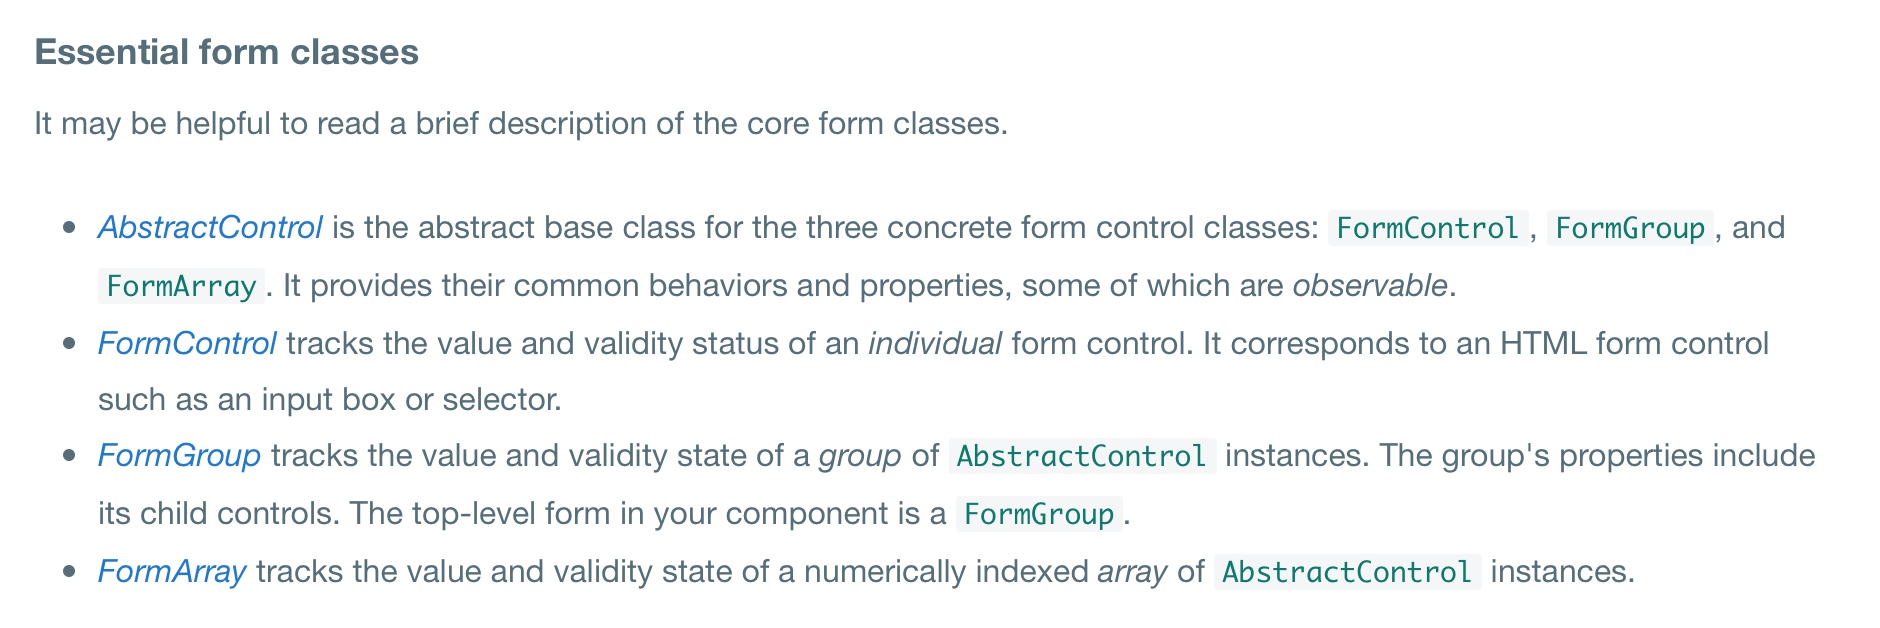 Essential form classes
It may be helpful to read a brief description of the core form classes.
• AbstractControl is the abstract base class for the three concrete form control classes: FormControl, FormGroup, and
FormArray. It provides their common behaviors and properties, some of which are observable.
• FormControl tracks the value and validity status of an individual form control. It corresponds to an HTML form control
such as an input box or selector.
• FormGroup tracks the value and validity state of a group of AbstractControl instances. The group's properties include
its child controls. The top-level form in your component is a FormGroup.
• FormArray tracks the value and validity state of a numerically indexed array of AbstractControl instances.